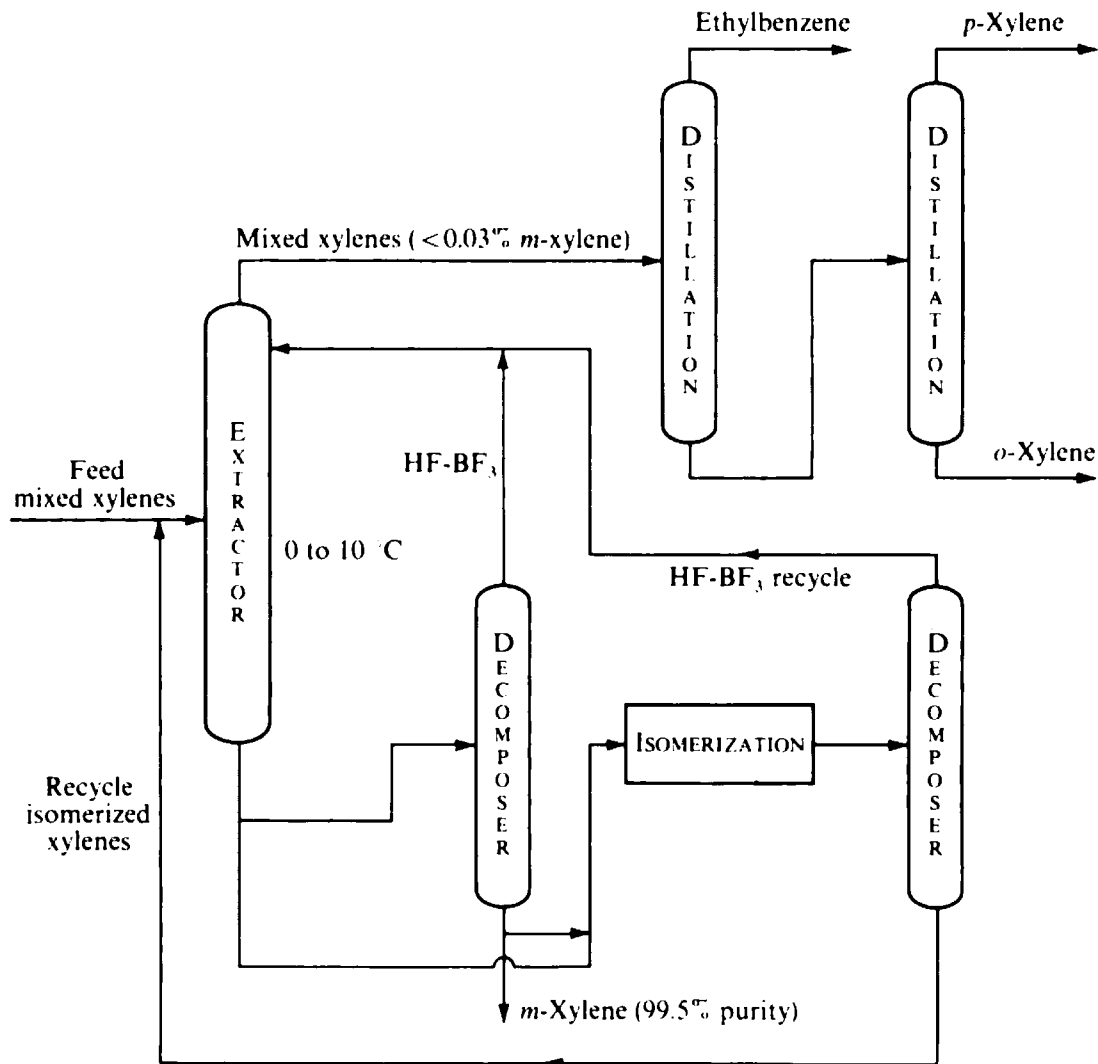 Ethylbenzene
p-Xylene
DISTILLATION
DISTILLATION
Mixed xylenes (<0.03% m-xylene)
EXTRACTOR
HF-BF3
o-Xylene
Feed
mixed xylenes
0 to 10 °C
HF-BF3 recycle
DECOMPOSER
DECOMPOSER
ISOMERIZATION
Recycle
isomerized
xylenes
m-Xylene (99.5% purity)